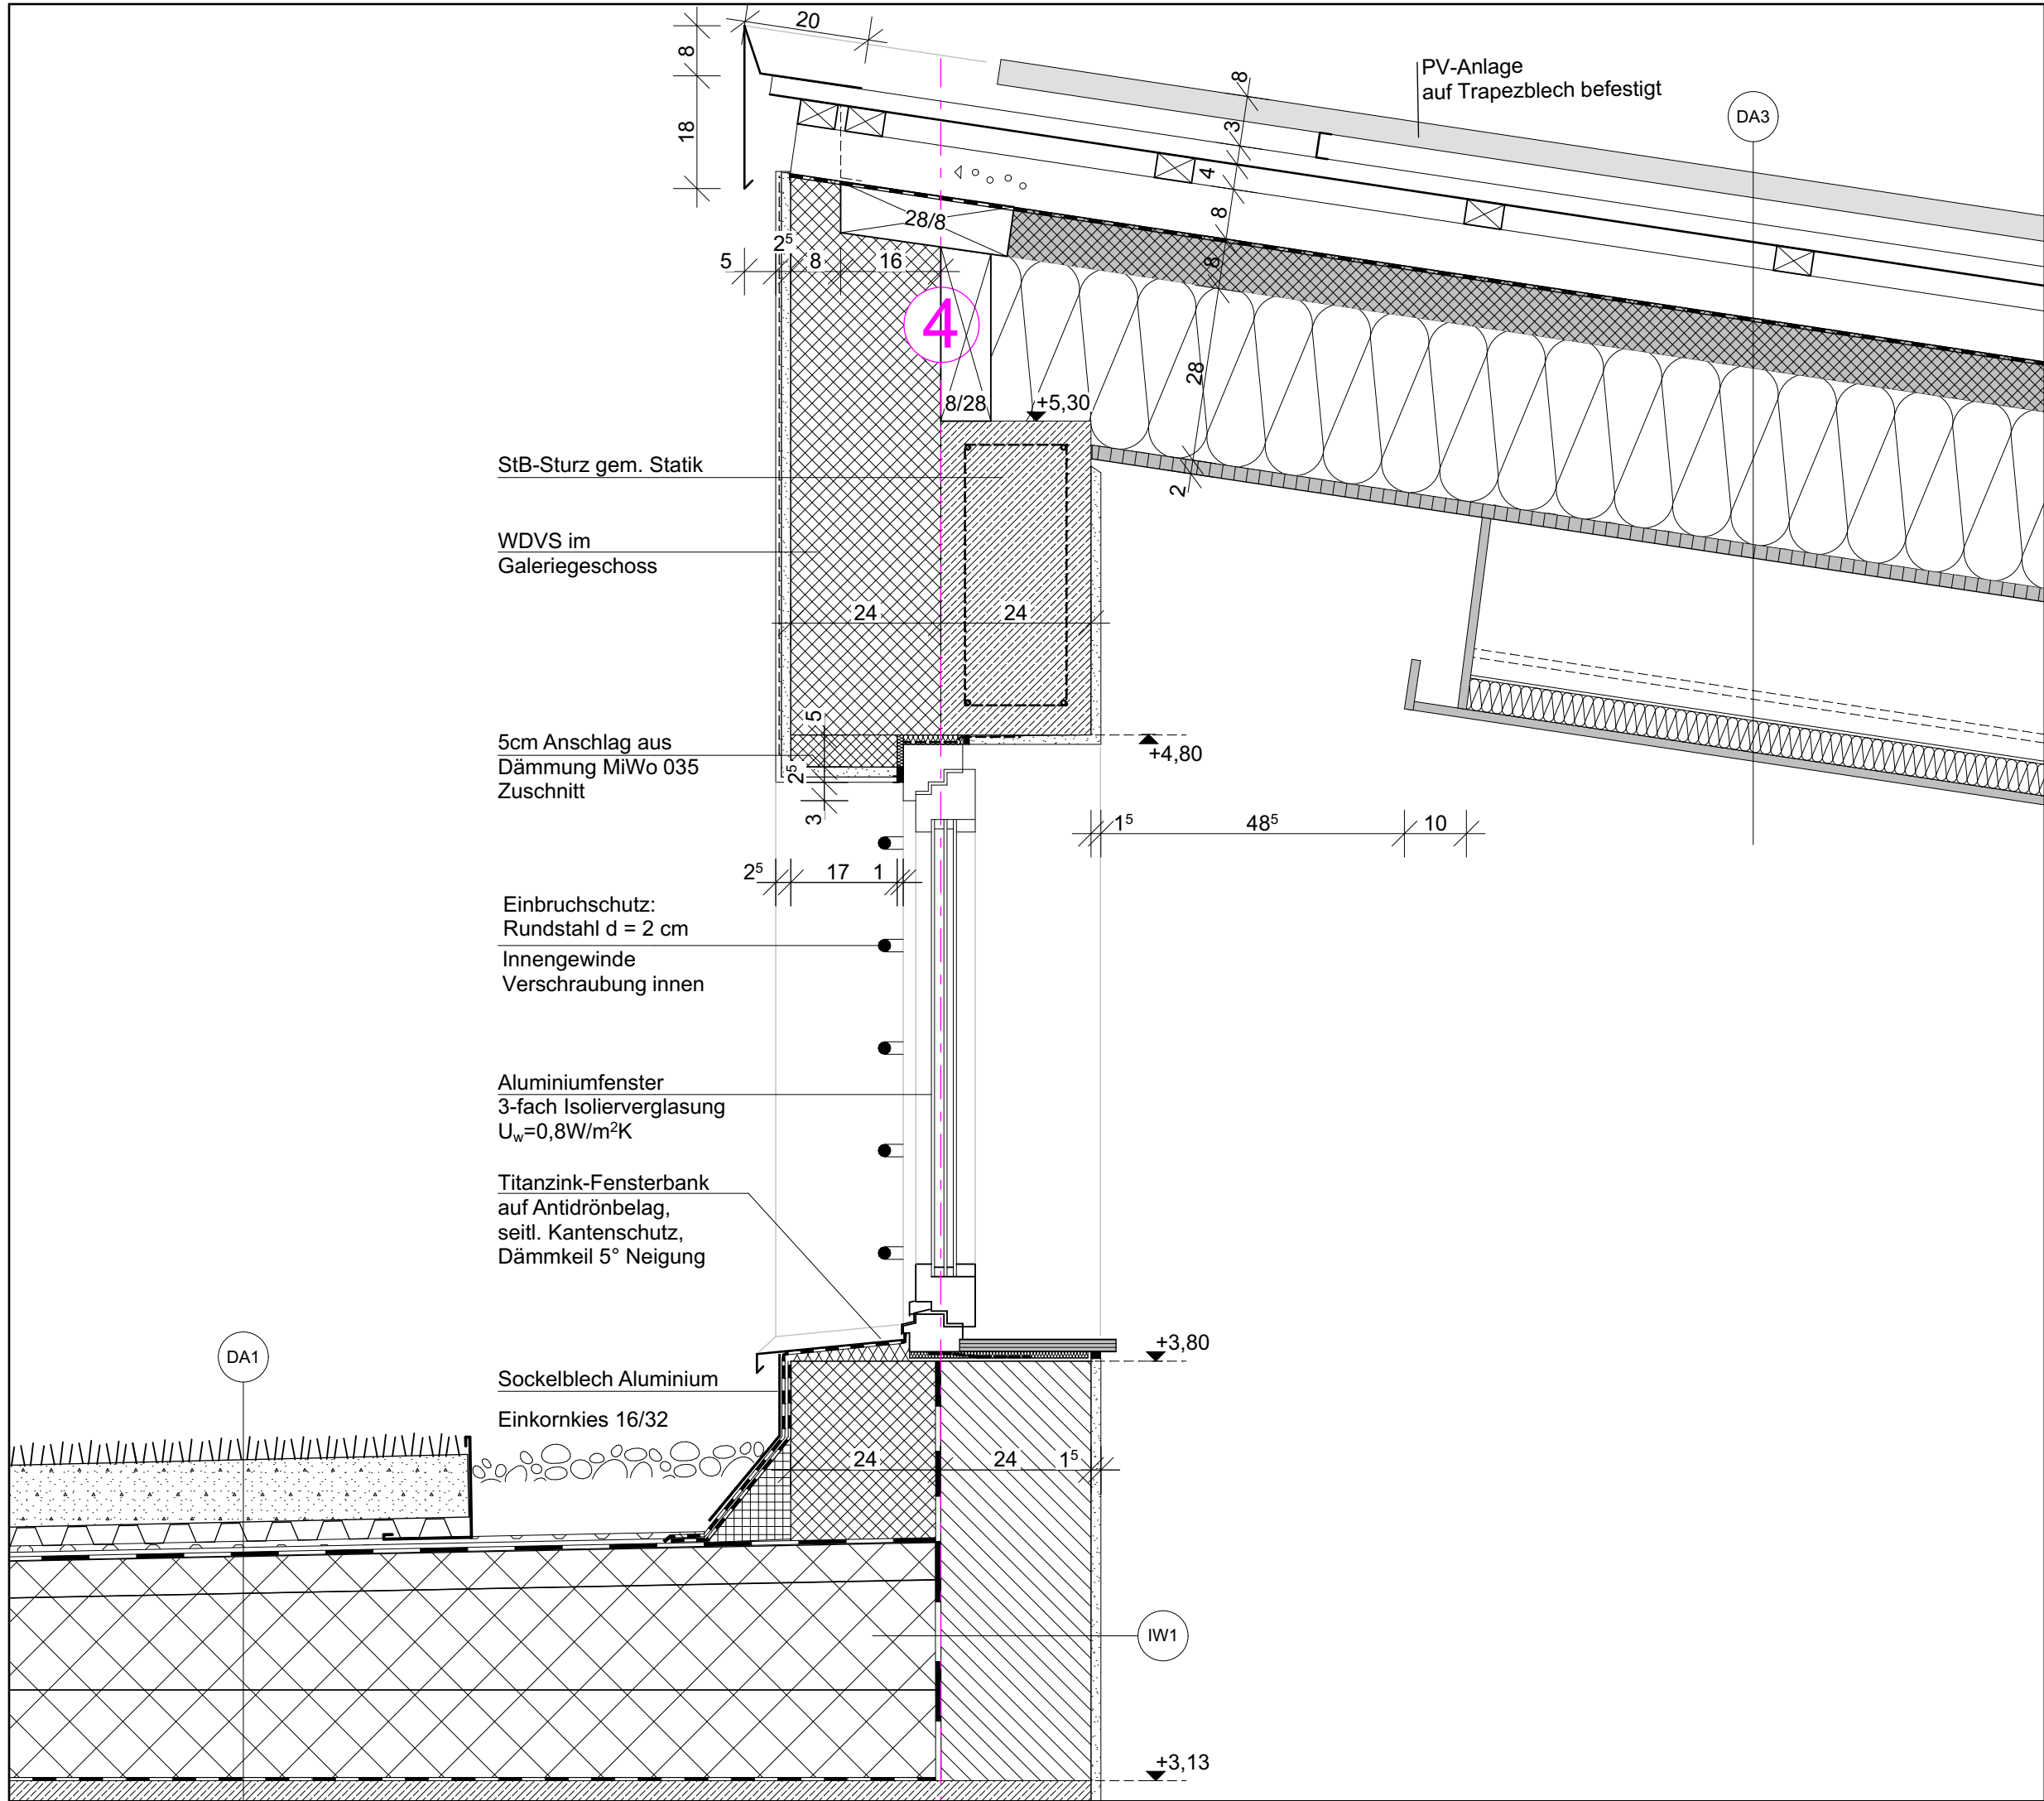 20
8
18
PV-Anlage
auf Trapezblech befestigt
DA3
8
3
4
8
8
28
2
28/8
5
2⁵
8
16
4
8/28
+5,30
StB-Sturz gem. Statik
WDVS im
Galeriegeschoss
24
24
5cm Anschlag aus
Dämmung MiWo 035
Zuschnitt
5
2⁵
3
+4,80
1⁵
48⁵
10
2⁵
17
1
Einbruchschutz:
Rundstahl d = 2 cm
Innengewinde
Verschraubung innen
Aluminiumfenster
3-fach Isolierverglasung
Uw=0,8W/m²K
Titanzink-Fensterbank
auf Antidrönbelag,
seitl. Kantenschutz,
Dämmkeil 5° Neigung
+3,80
DA1
Sockelblech Aluminium
Einkornkies 16/32
24
24
1⁵
IW1
+3,13